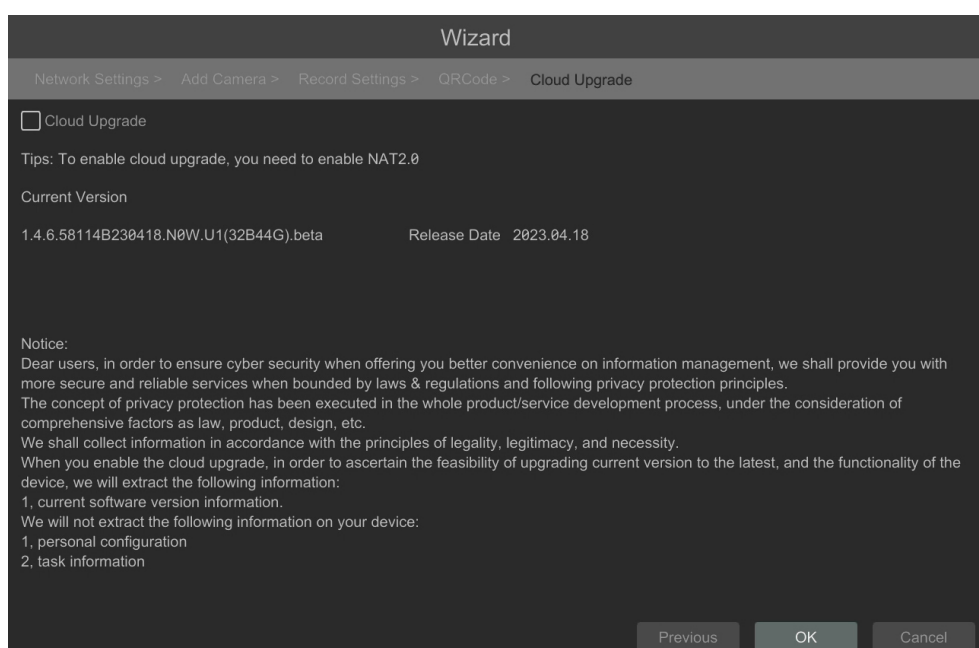 Wizard
Network Settings > Add Camera > Record Settings > QRCode > Cloud Upgrade
Cloud Upgrade
Tips: To enable cloud upgrade, you need to enable NAT2.0
Current Version
1.4.6.58114B230418.N0W.U1(32B44G).beta Release Date 2023.04.18
Notice:
Dear users, in order to ensure cyber security when offering you better convenience on information management, we shall provide you with
more secure and reliable services when bounded by laws & regulations and following privacy protection principles.
The concept of privacy protection has been executed in the whole product/service development process, under the consideration of
comprehensive factors as law, product, design, etc.
We shall collect information in accordance with the principles of legality, legitimacy, and necessity.
When you enable the cloud upgrade, in order to ascertain the feasibility of upgrading current version to the latest, and the functionality of the
device, we will extract the following information:
1, current software version information.
We will not extract the following information on your device:
1, personal configuration
2, task information
Previous OK Cancel